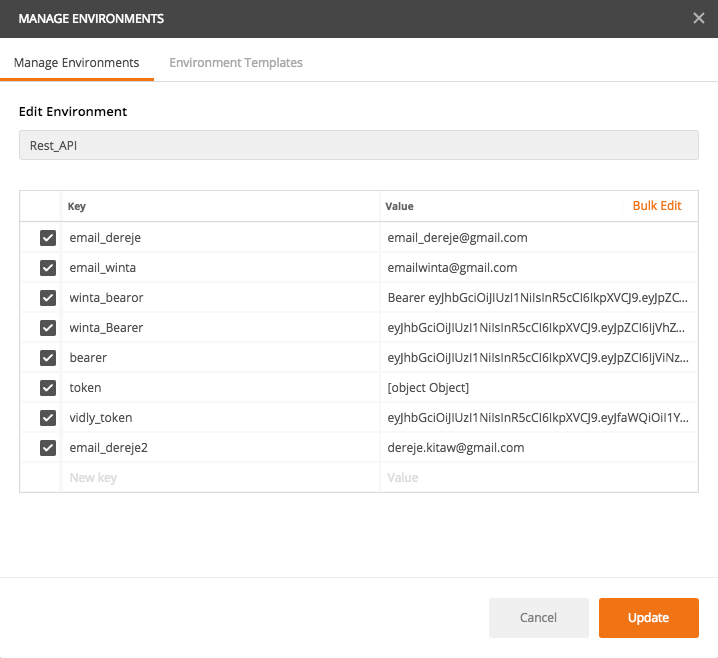 MANAGE ENVIRONMENTS
Manage Environments Environment Templates
Edit Environment
Rest_API
Key Value Bulk Edit
email_dereje email_dereje@gmail.com
email_winta emailwinta@gmail.com
winta_bearor Bearer eyJhbGciOiJIUzI1NiIsInR5cCI6IkpXVCJ9.eyJpZC...
winta_Bearer eyJhbGciOiJIUzI1NiIsInR5cCI6IkpXVCJ9.eyJpZCI6IjVhZ...
bearer eyJhbGciOiJIUzI1NiIsInR5cCI6IkpXVCJ9.eyJpZCI6IjViNz...
token [object Object]
vidly_token eyJhbGciOiJIUzI1NiIsInR5cCI6IkpXVCJ9.eyJfaWQiOiI1Y...
email_dereje2 dereje.kitaw@gmail.com
New key Value
Cancel Update